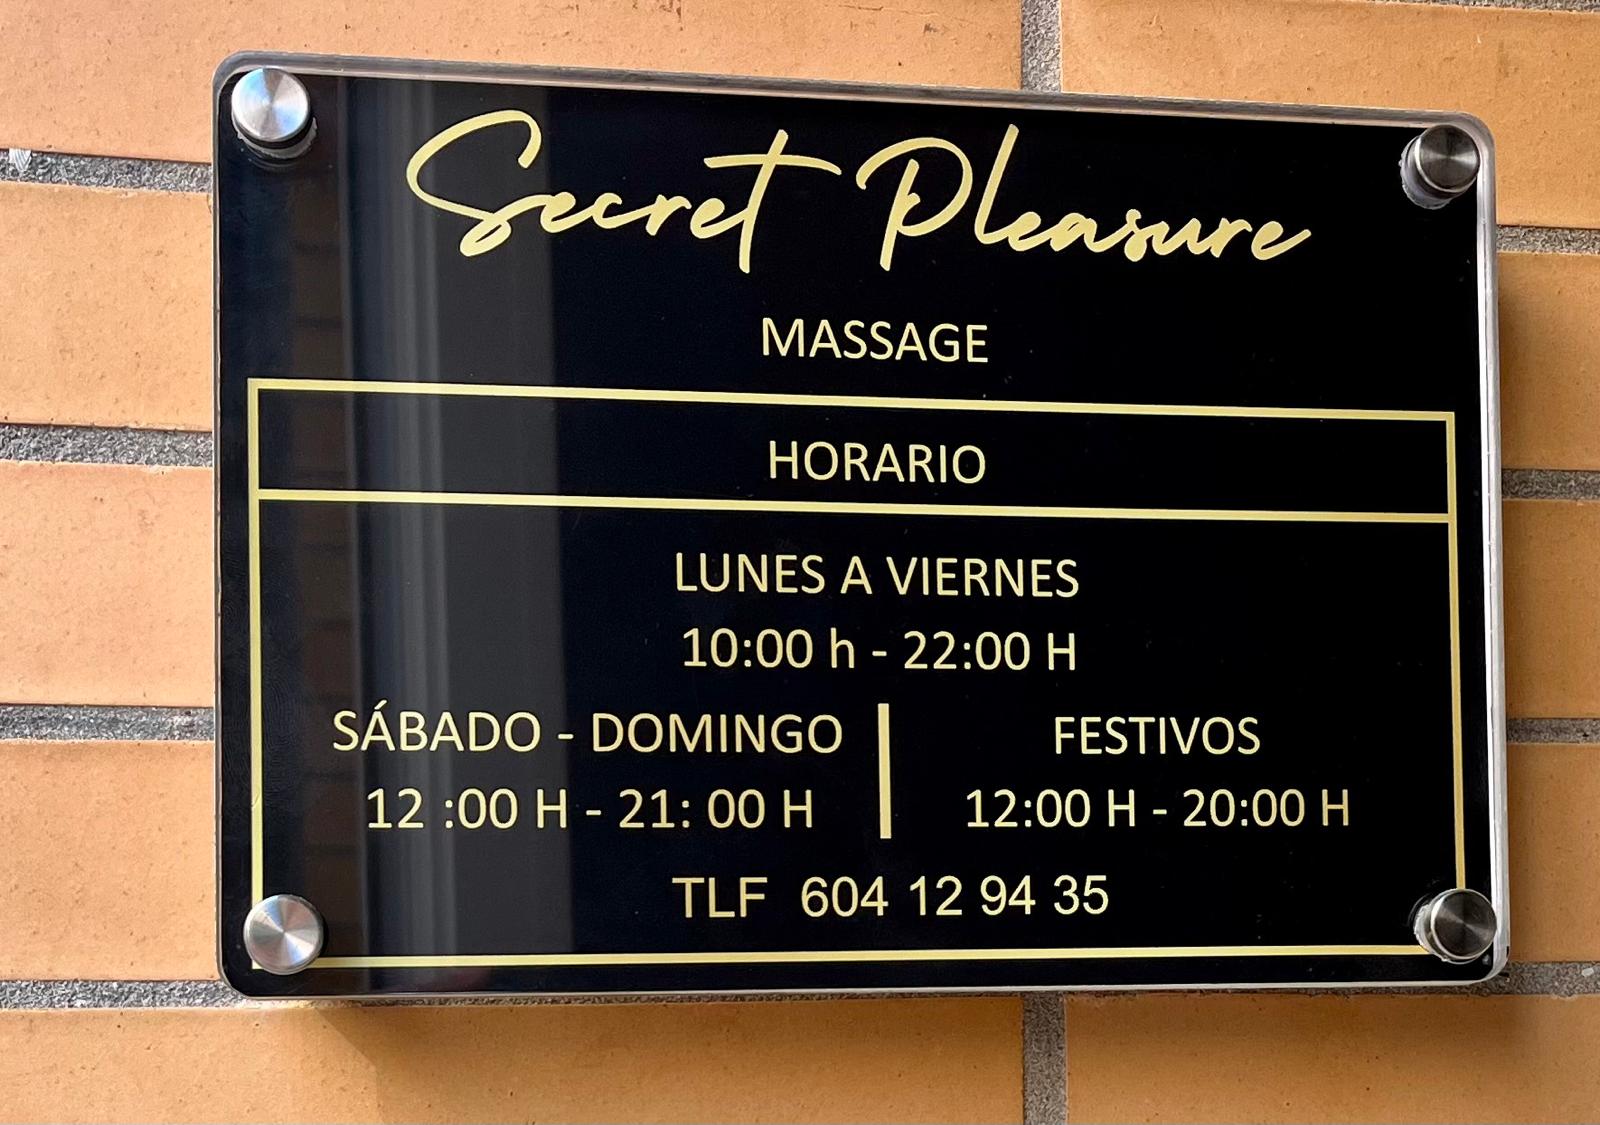 Secret Pleasure
MASSAGE
HORARIO
LUNES A VIERNES
10:00 h - 22:00 H
SÁBADO - DOMINGO
12 :00 H - 21: 00 H
FESTIVOS
12:00 H - 20:00 H
TLF 604 12 94 35